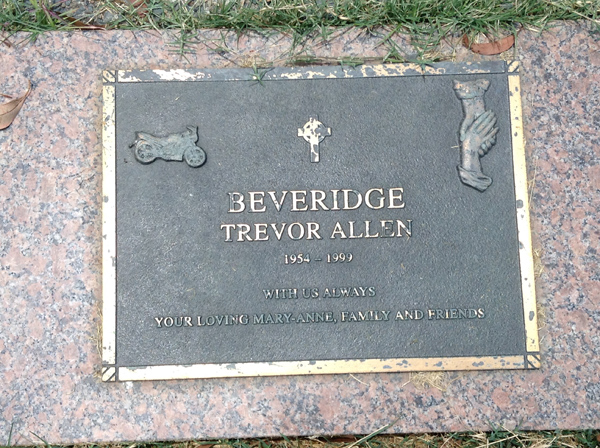 BEVERIDGE
TREVOR ALLEN
1954 - 1999
WITH US ALWAYS
YOUR LOVING MARY-ANNE, FAMILY AND FRIENDS